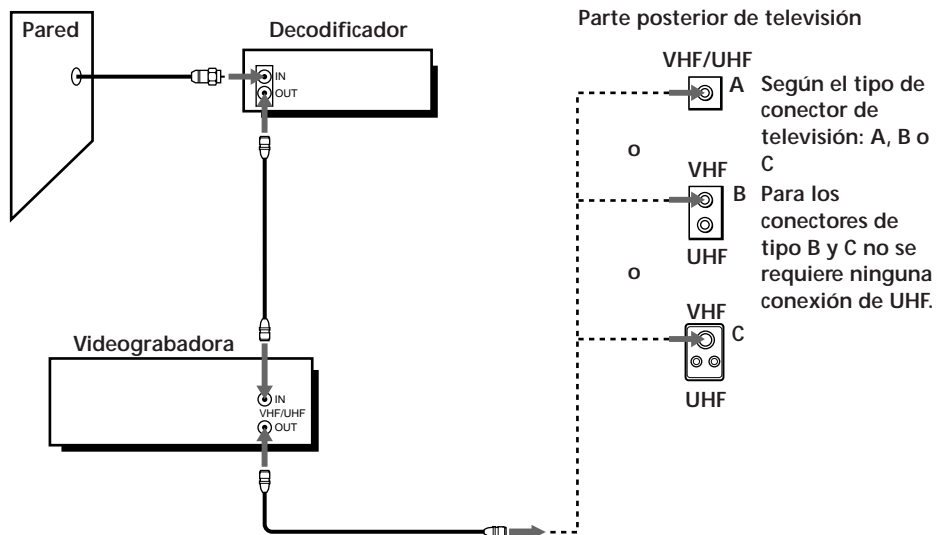 Parte posterior de televisión
Pared
Decodificador
IN
OUT
VHF/UHF
A
Según el tipo de
conector de
televisión: A, B o
C
o
VHF
B
UHF
Para los
conectores de
tipo B y C no se
requiere ninguna
conexión de UHF.
o
VHF
C
UHF
Videograbadora
IN
VHF/UHF
OUT